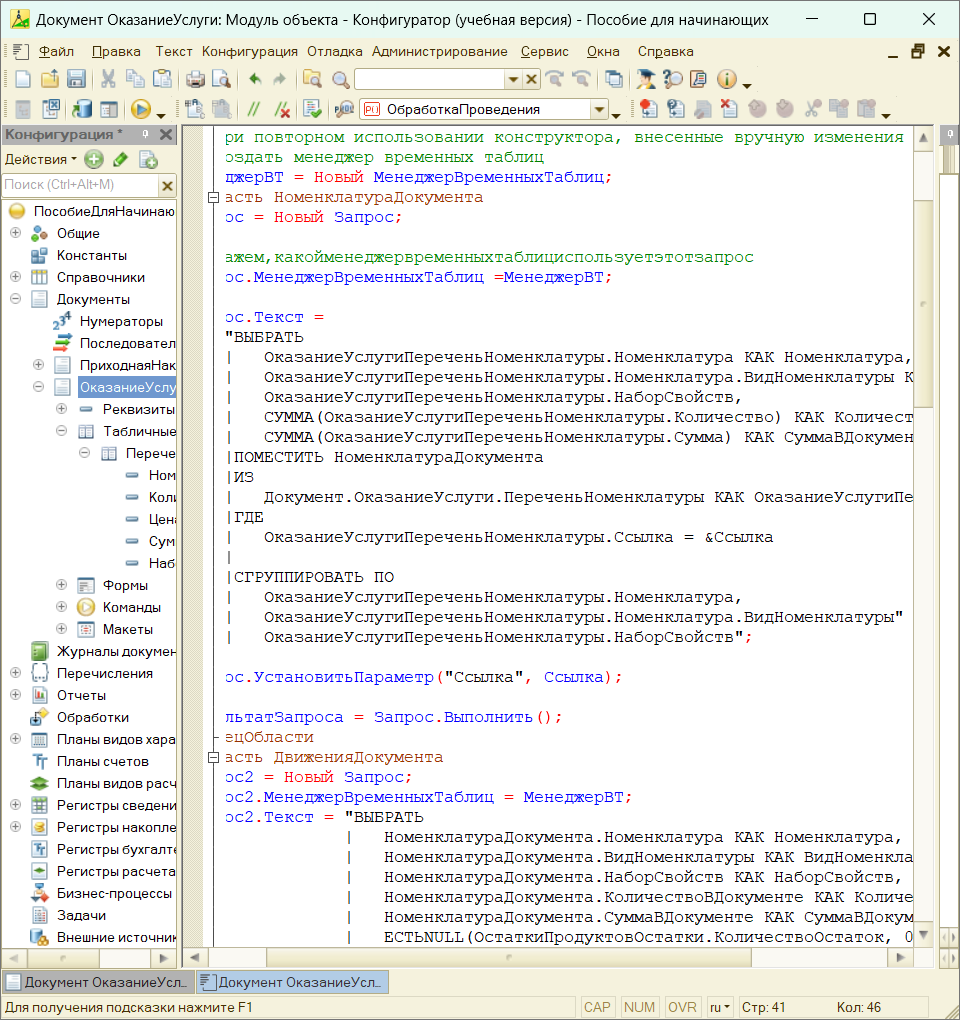 Документ ОказаниеУслуги: Модуль объекта - Конфигуратор (учебная версия) - Пособие для начинающих
Файл Правка Текст Конфигурация Отладка Администрирование Сервис Окна Справка
ОбработкаПроведения
Конфигурация *
Действия
Поиск (Ctrl+Alt+M)
ПособиеДляНачинаю
Общие
Константы
Справочники
Документы
Нумераторы
Последовател
ПриходнаяНак
ОказаниеУслу
Реквизиты
Табличные
Перече
Ном
Коли
Цена
Сум
Наб
Формы
Команды
Макеты
Журналы докумен
Перечисления
Отчеты
Обработки
Планы видов хара
Планы счетов
Планы видов расч
Регистры сведени
Регистры накопле
Регистры бухгалте
Регистры расчета
Бизнес-процессы
Задачи
Внешние источник
ри повторном использовании конструктора, внесенные вручную изменения
оздать менеджер временных таблиц
джерВТ = Новый МенеджерВременныхТаблиц;
асть НоменклатураДокумента
ос = Новый Запрос;
ажем,какойменеджервременныхтаблициспользуетэтотзапрос
ос.МенеджерВременныхТаблиц =МенеджерВТ;
ос.Текст =
"ВЫБРАТЬ
|   ОказаниеУслугиПереченьНоменклатуры.Номенклатура КАК Номенклатура,
|   ОказаниеУслугиПереченьНоменклатуры.Номенклатура.ВидНоменклатуры К
|   ОказаниеУслугиПереченьНоменклатуры.НаборСвойств,
|   СУММА(ОказаниеУслугиПереченьНоменклатуры.Количество) КАК Количест
|   СУММА(ОказаниеУслугиПереченьНоменклатуры.Сумма) КАК СуммаВДокумен
|ПОМЕСТИТЬ НоменклатураДокумента
|ИЗ
|   Документ.ОказаниеУслуги.ПереченьНоменклатуры КАК ОказаниеУслугиПе
|ГДЕ
|   ОказаниеУслугиПереченьНоменклатуры.Ссылка = &Ссылка
|
|СГРУППИРОВАТЬ ПО
|   ОказаниеУслугиПереченьНоменклатуры.Номенклатура,
|   ОказаниеУслугиПереченьНоменклатуры.Номенклатура.ВидНоменклатуры"
|   ОказаниеУслугиПереченьНоменклатуры.НаборСвойств";
ос.УстановитьПараметр("Ссылка", Ссылка);
льтатЗапроса = Запрос.Выполнить();
ецОбласти
асть ДвиженияДокумента
ос2 = Новый Запрос;
ос2.МенеджерВременныхТаблиц = МенеджерВТ;
ос2.Текст = "ВЫБРАТЬ
|   НоменклатураДокумента.Номенклатура КАК Номенклатура,
|   НоменклатураДокумента.ВидНоменклатуры КАК ВидНоменкла
|   НоменклатураДокумента.НаборСвойств КАК НаборСвойств,
|   НоменклатураДокумента.КоличествоВДокументе КАК Количе
|   НоменклатураДокумента.СуммаВДокументе КАК СуммаВДокум
|   ЕСТЬNULL(ОстаткиПродуктовОстатки.КоличествоОстаток, 0
Документ ОказаниеУсл... Документ ОказаниеУсл...
Для получения подсказки нажмите F1 CAP NUM OVR ru Стр: 41 Кол: 46